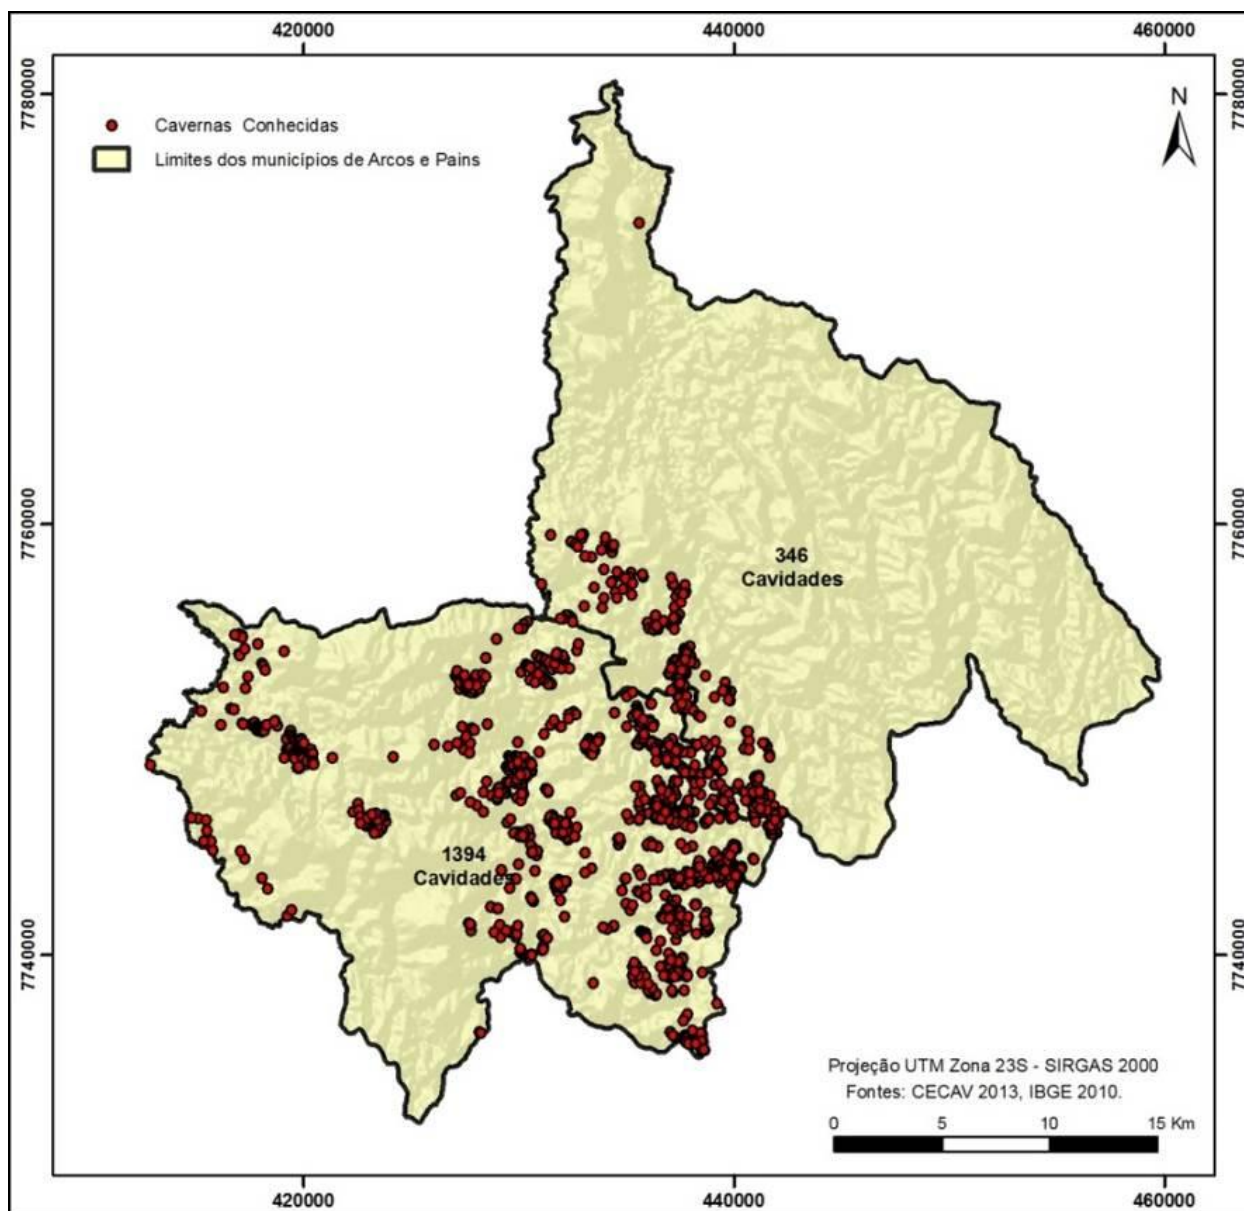 420000
440000
460000
7780000
7780000
N
Cavernas Conhecidas
Limites dos municípios de Arcos e Pains
7760000
7760000
346
Cavidades
1394
Cavidades
7740000
7740000
Projeção UTM Zona 23S - SIRGAS 2000
Fontes: CECAV 2013, IBGE 2010.
0 5 10 15 Km
420000
440000
460000